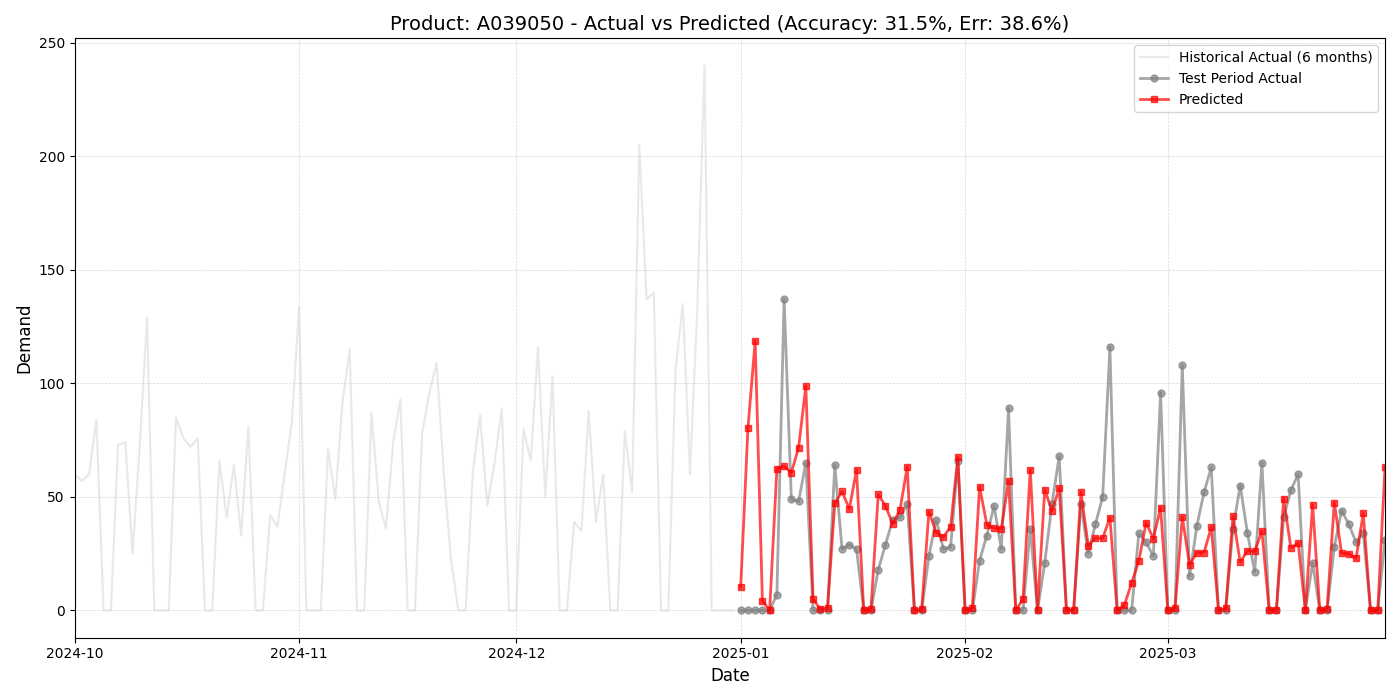 Product: A039050 - Actual vs Predicted (Accuracy: 31.5%, Err: 38.6%)
Historical Actual (6 months)
Test Period Actual
Predicted
Demand
250
200
150
100
50
0
2024-10
2024-11
2024-12
2025-01
2025-02
2025-03
Date